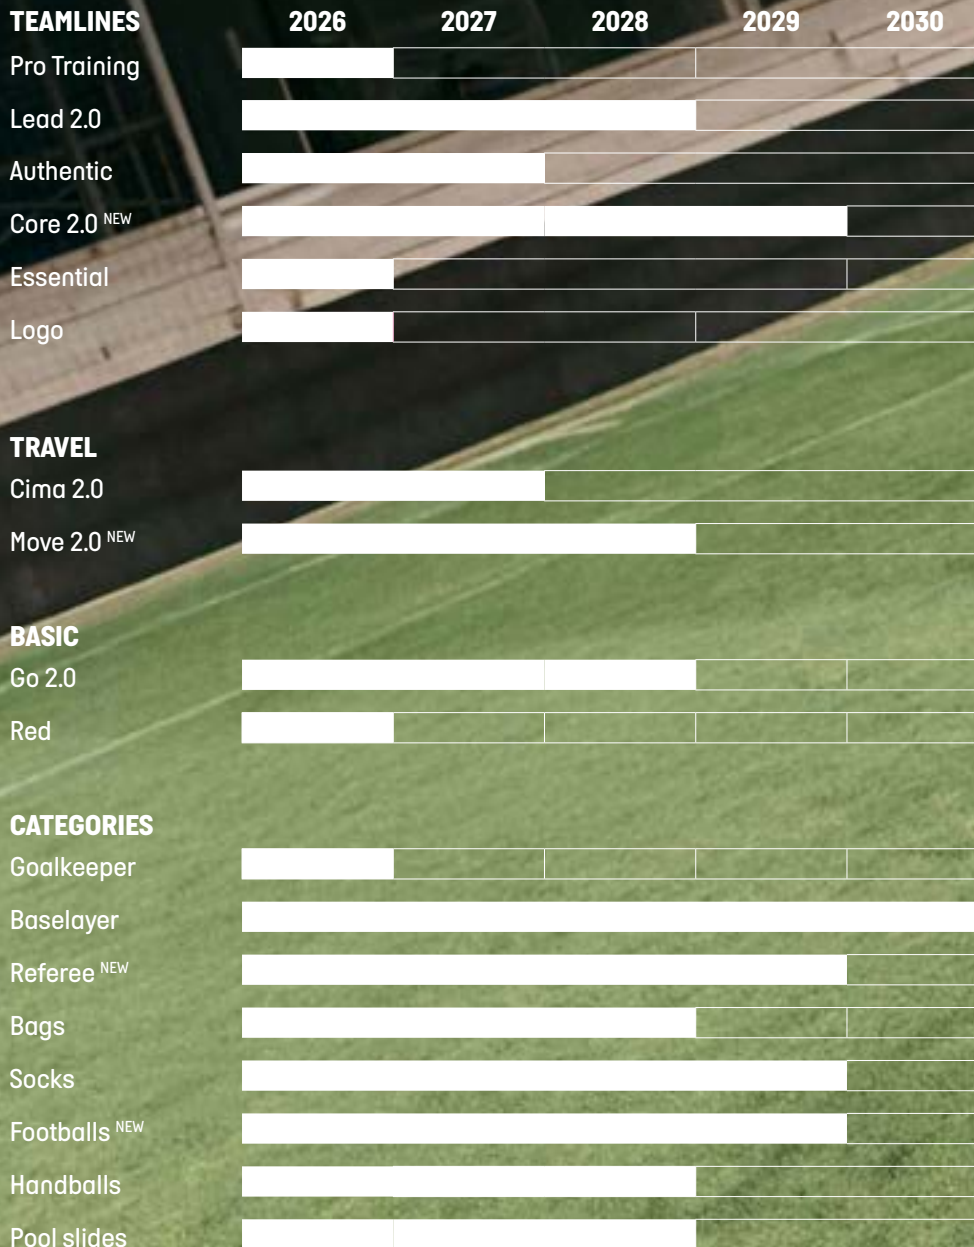 TEAMLINES 2026 2027 2028 2029 2030
Pro Training
Lead 2.0
Authentic
Core 2.0 NEW
Essential
Logo
TRAVEL
Cima 2.0
Move 2.0 NEW
BASIC
Go 2.0
Red
CATEGORIES
Goalkeeper
Baselayer
Referee NEW
Bags
Socks
Footballs NEW
Handballs
Pool slides